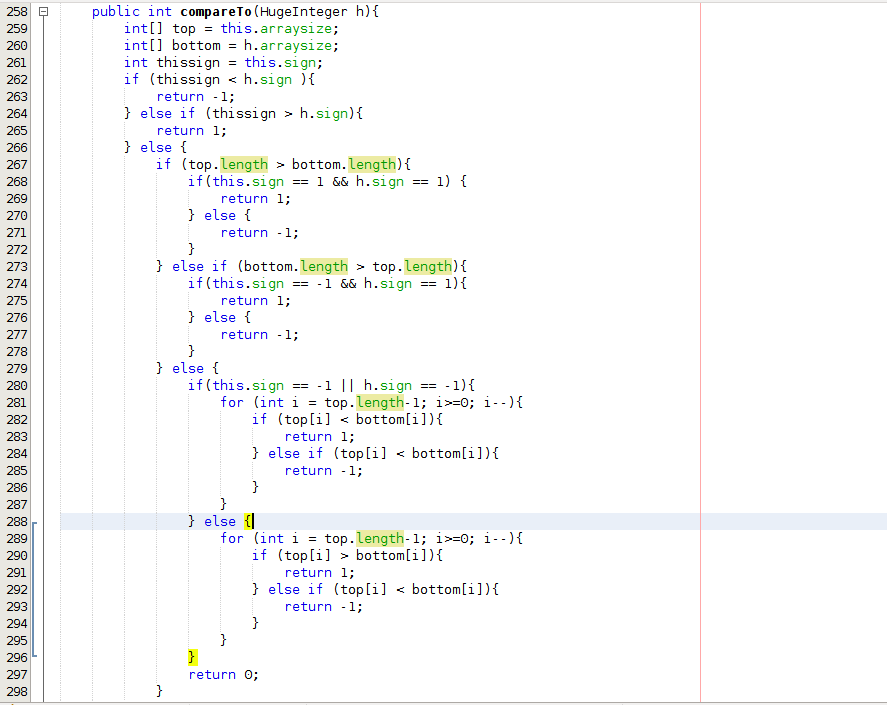 258 public int compareTo(HugeInteger h){
259 int[] top = this.arraysize;
260 int[] bottom = h.arraysize;
261 int thissign = this.sign;
262 if (thissign < h.sign ){
263 return -1;
264 } else if (thissign > h.sign){
265 return 1;
266 } else {
267 if (top.length > bottom.length){
268 if(this.sign == 1 && h.sign == 1) {
269 return 1;
270 } else {
271 return -1;
272 }
273 } else if (bottom.length > top.length){
274 if(this.sign == -1 && h.sign == 1){
275 return 1;
276 } else {
277 return -1;
278 }
279 } else {
280 if(this.sign == -1 || h.sign == -1){
281 for (int i = top.length-1; i>=0; i--){
282 if (top[i] < bottom[i]){
283 return 1;
284 } else if (top[i] < bottom[i]){
285 return -1;
286 }
287 }
288 } else {
289 for (int i = top.length-1; i>=0; i--){
290 if (top[i] > bottom[i]){
291 return 1;
292 } else if (top[i] < bottom[i]){
293 return -1;
294 }
295 }
296 }
297 return 0;
298 }